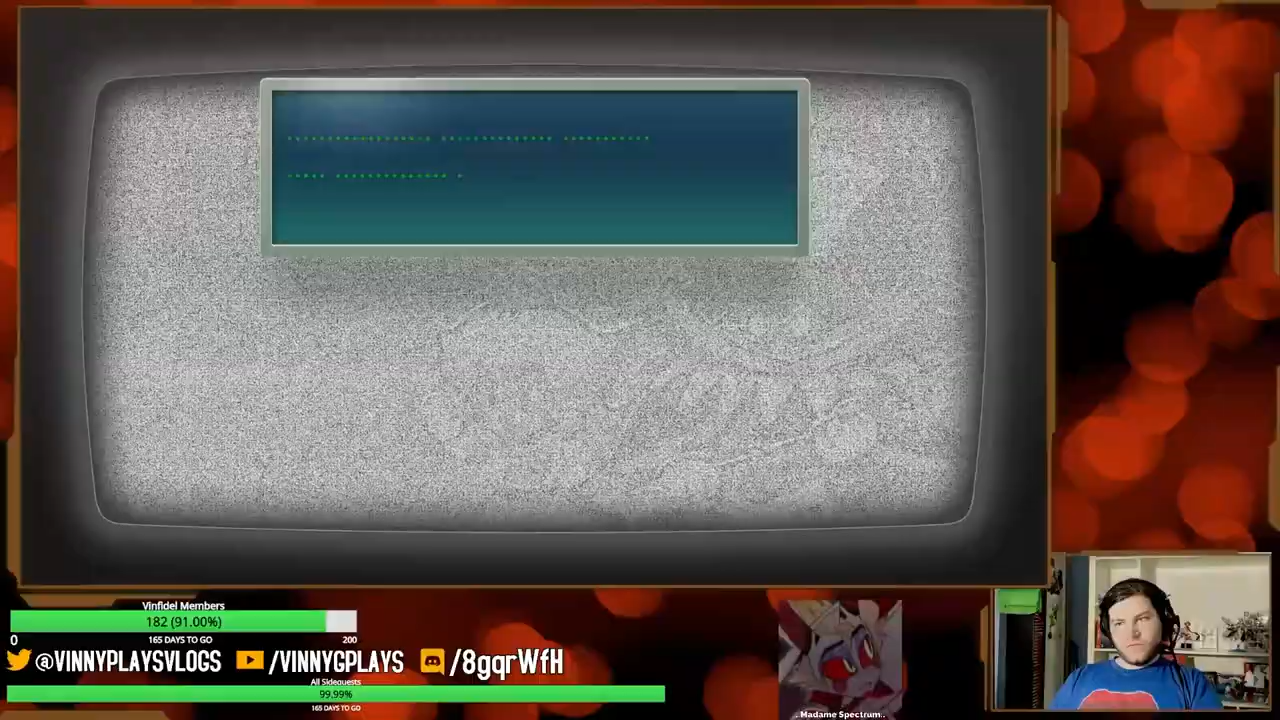 Vinfidel Members
182 (91.00%)
0
165 DAYS TO GO
200
@VINNYPLAYSVLOGS
/VINNYGPLAYS
/8gqrWfH
All Sidequests
99.99%
165 DAYS TO GO
. Madame Spectrum..